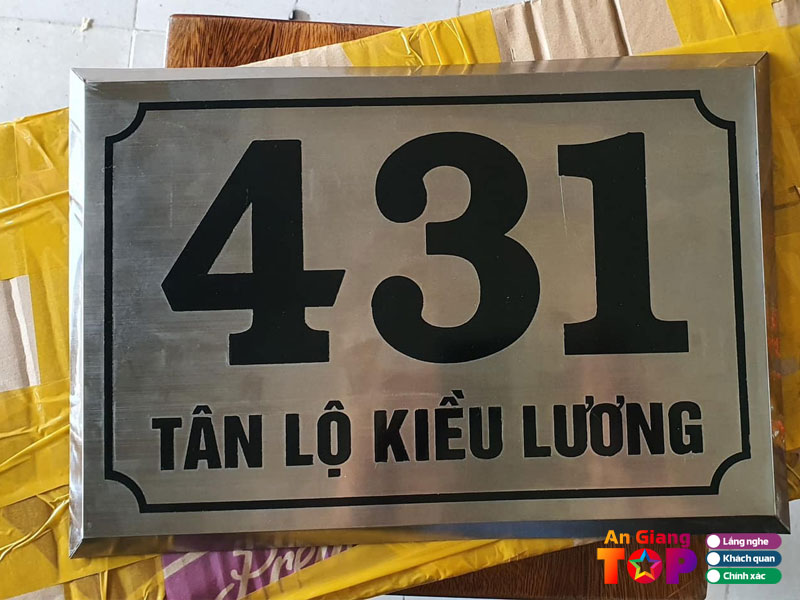 431
TÂN LỘ KIỀU LƯƠNG
An Giang
TOP
Lắng nghe
Khách quan
Chính xác